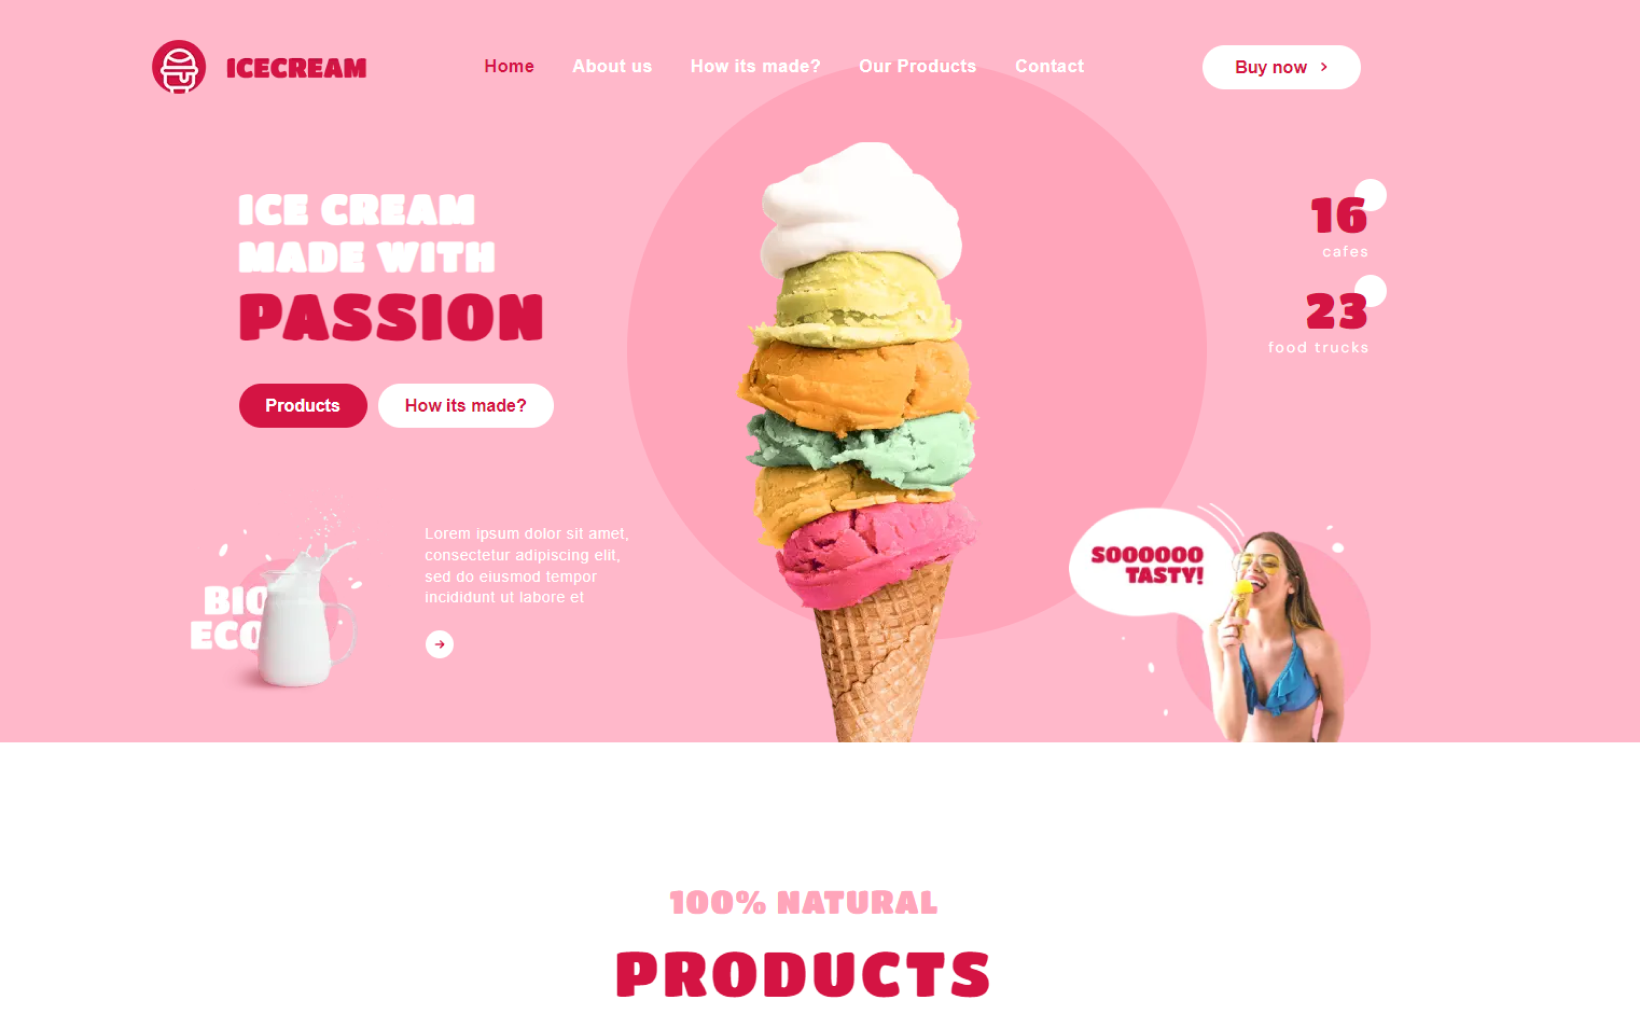 ICECREAM
Home
About us
How its made?
Our Products
Contact
Buy now
ICE CREAM
MADE WITH
PASSION
Products
How its made?
16
cafes
23
food trucks
BIO
ECO
Lorem ipsum dolor sit amet,
consectetur adipiscing elit,
sed do eiusmod tempor
incididunt ut labore et
SOOOOOO
TASTY!
100% NATURAL
PRODUCTS